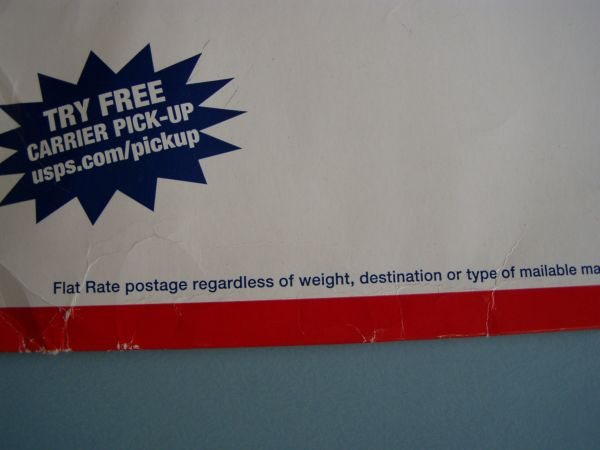 TRY FREE
CARRIER PICK-UP
usps.com/pickup
Flat Rate postage regardless of weight, destination or type of mailable ma